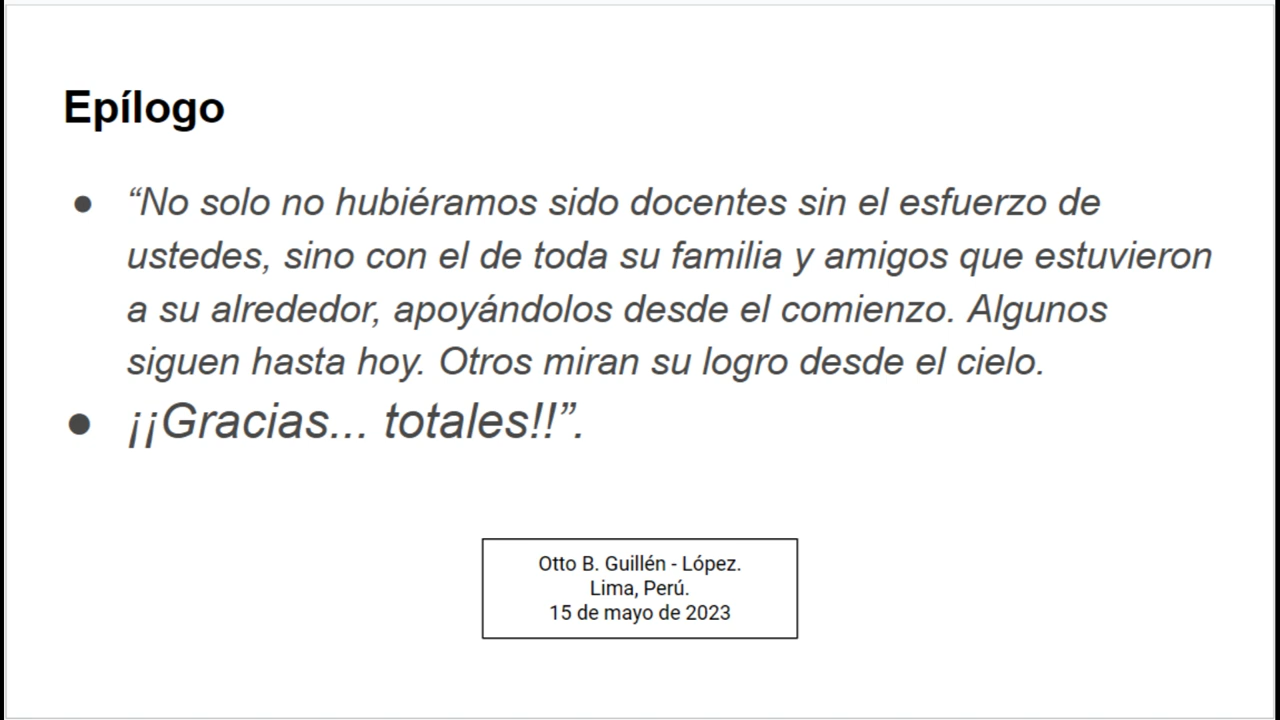 Epílogo
● “No solo no hubiéramos sido docentes sin el esfuerzo de
ustedes, sino con el de toda su familia y amigos que estuvieron
a su alrededor, apoyándolos desde el comienzo. Algunos
siguen hasta hoy. Otros miran su logro desde el cielo.
● ¡¡Gracias... totales!!”.
Otto B. Guillén - López.
Lima, Perú.
15 de mayo de 2023